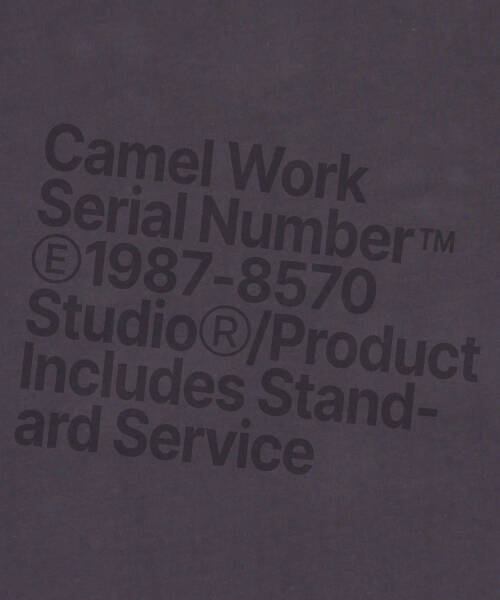 Camel Work
Serial Number™
Ⓔ1987-8570
Studio®/Product
Includes Stand-
ard Service